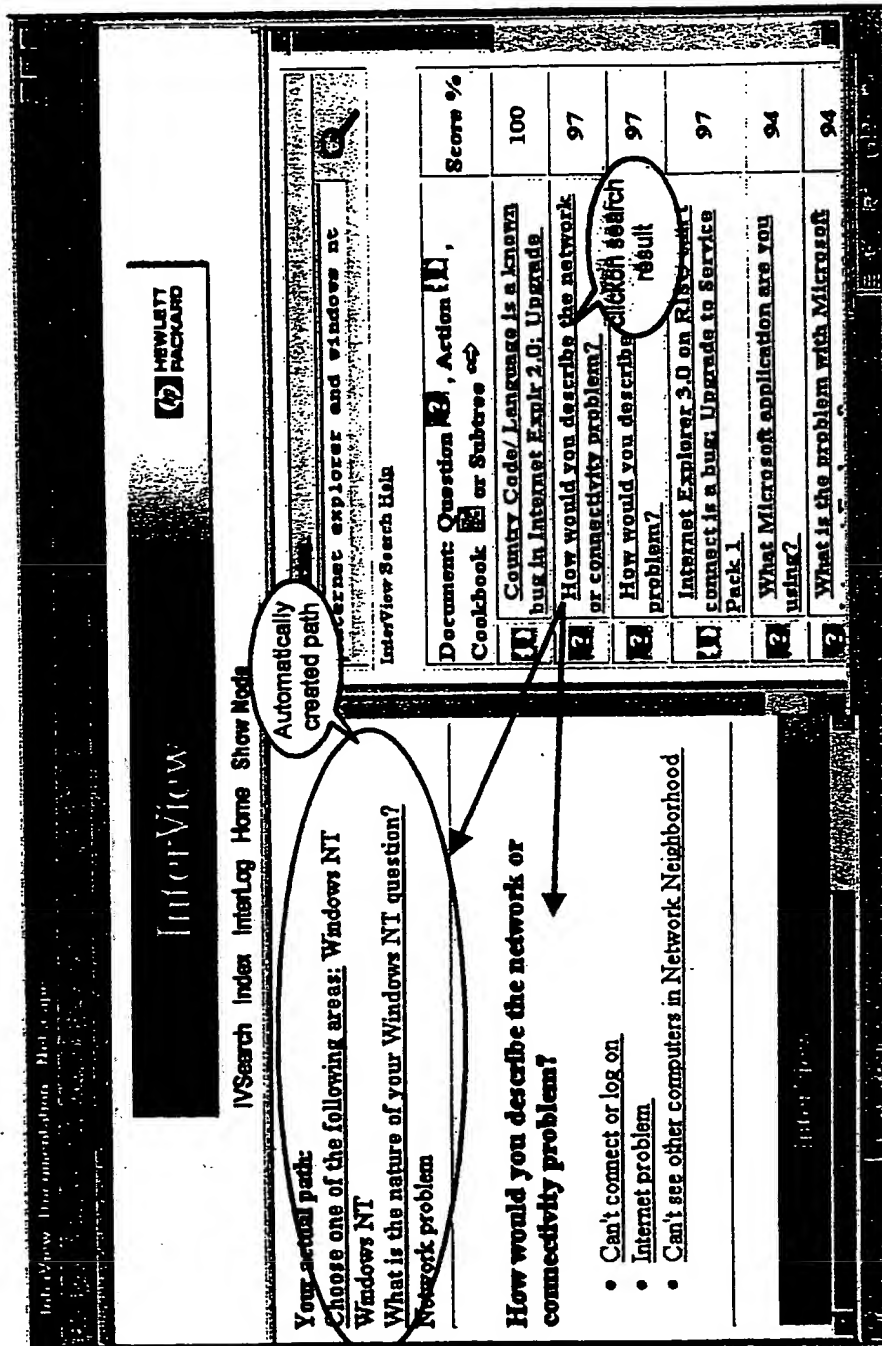 InterView Documentation - Netscape
InterView
HEWLETT
PACKARD
IVSearch Index InterLog Home Show Node
Your actual path:
Choose one of the following areas: Windows NT
Windows NT
What is the nature of your Windows NT question?
Network problem
Automatically
created path
How would you describe the network or
connectivity problem?
• Can't connect or log on
• Internet problem
• Can't see other computers in Network Neighborhood
ternet explorer and windows nt
InterView Search Help
Document: Question [?], Action {1},
Cookbook or Subtree => Score %
Country Code/ Language is a known
bug in Internet Explr 2.0: Upgrade 100
How would you describe the network
or connectivity problem? 97
How would you describe
problem? 97
click on search
result
Internet Explorer 3.0 on RISC
connect is a bug: Upgrade to Service
Pack 1 97
What Microsoft application are you
using? 94
What is the problem with Microsoft 94